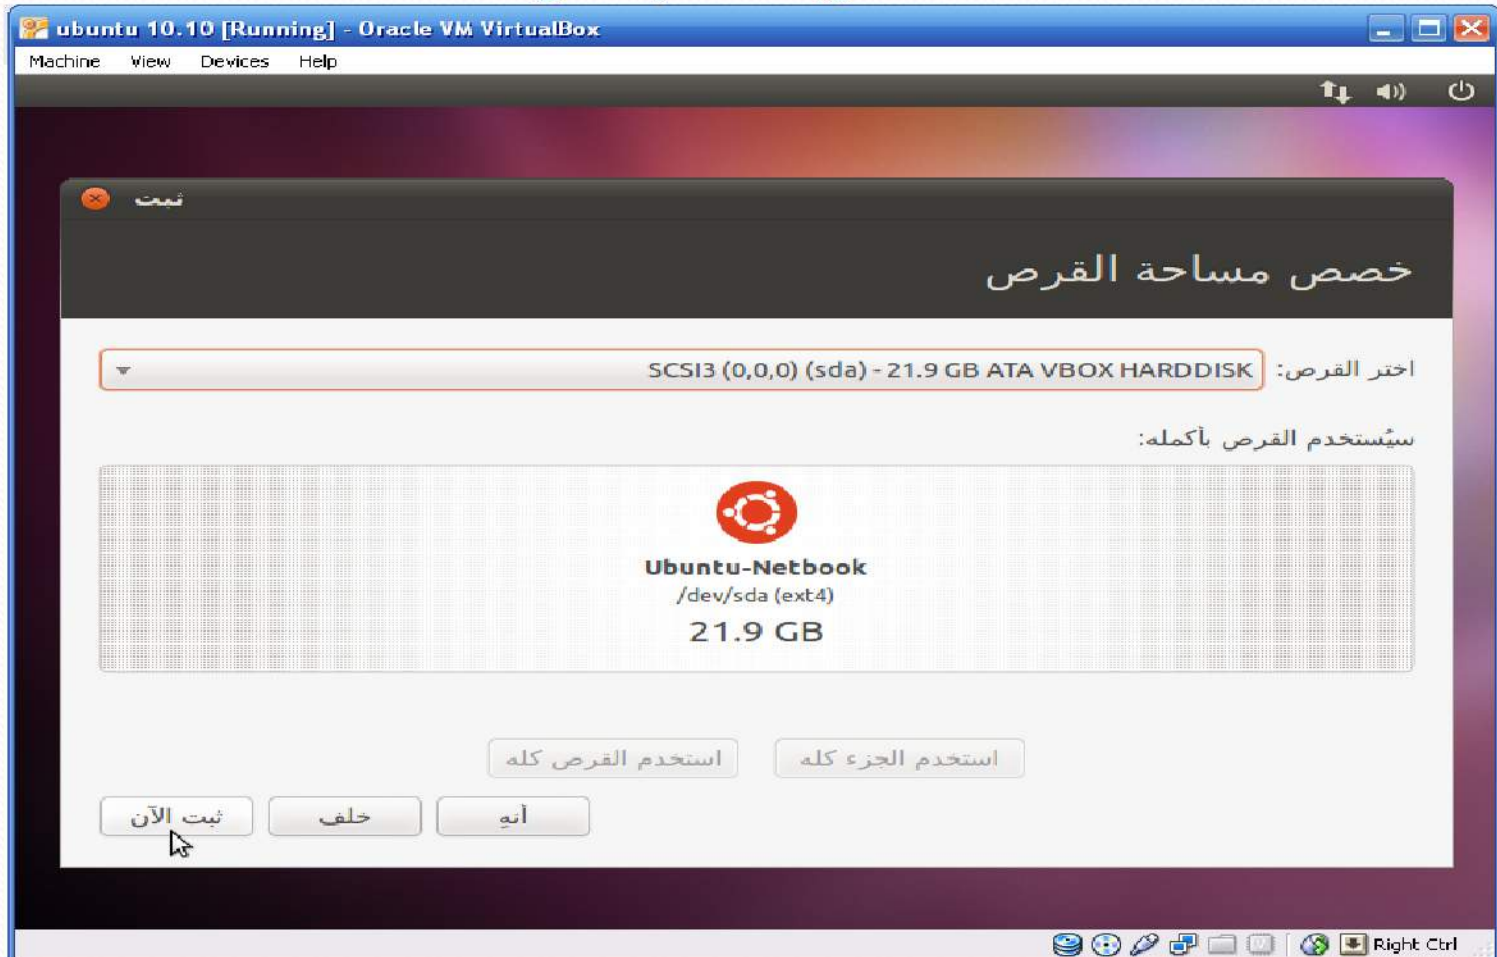 ubuntu 10.10 [Running] - Oracle VM VirtualBox
Machine View Devices Help
ثبت
خصص مساحة القرص
اختر القرص: SCSI3 (0,0,0) (sda) - 21.9 GB ATA VBOX HARDDISK
سيُستخدم القرص بأكمله:
Ubuntu-Netbook
/dev/sda (ext4)
21.9 GB
استخدم الجزء كله استخدم القرص كله
أنهِ خلف ثبت الآن
Right Ctrl